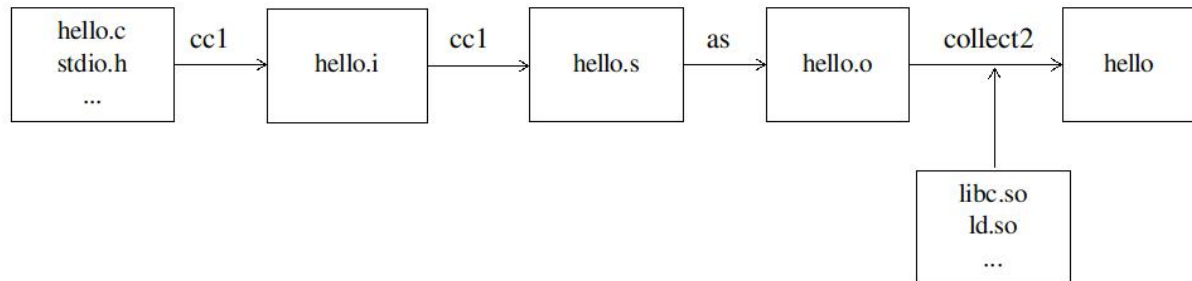 hello.c
stdio.h
...
cc1
hello.i
cc1
hello.s
as
hello.o
collect2
hello
libc.so
ld.so
...